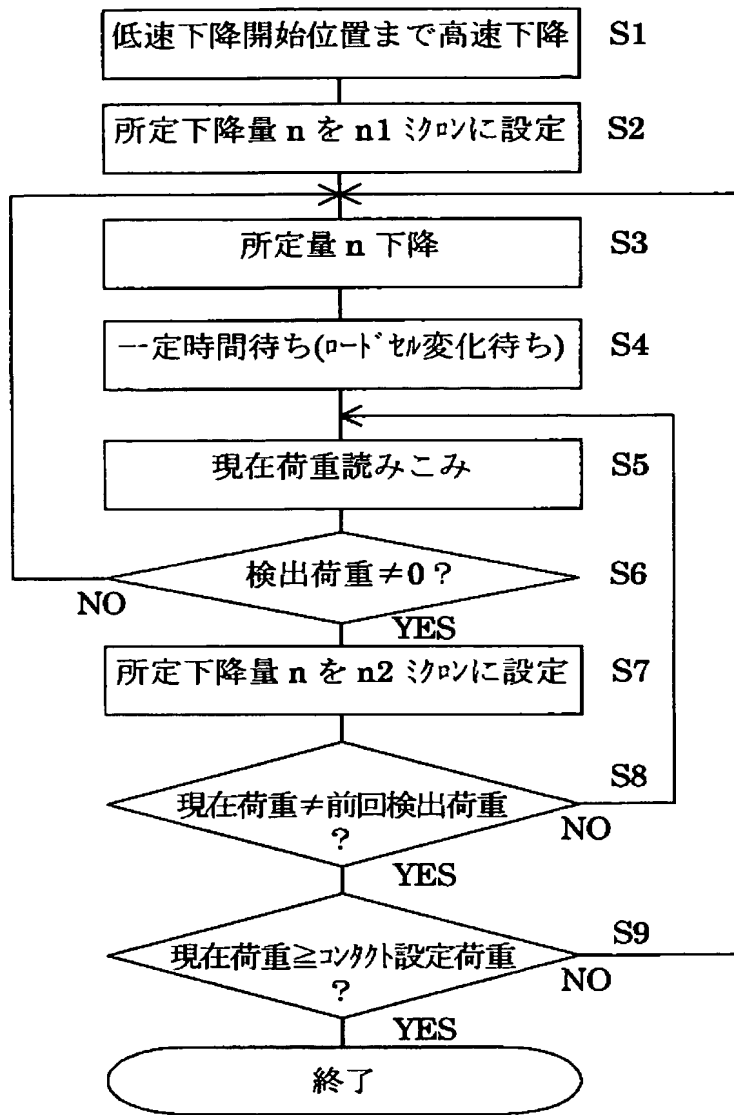 低速下降開始位置まで高速下降 S1
所定下降量 n を n1 ミクロンに設定 S2
所定量 n 下降 S3
一定時間待ち(ロードセル変化待ち) S4
現在荷重読みこみ S5
検出荷重≠0？ S6
NO
YES
所定下降量 n を n2 ミクロンに設定 S7
S8
現在荷重≠前回検出荷重
？
NO
YES
S9
現在荷重≧コンタクト設定荷重
？
NO
YES
終了